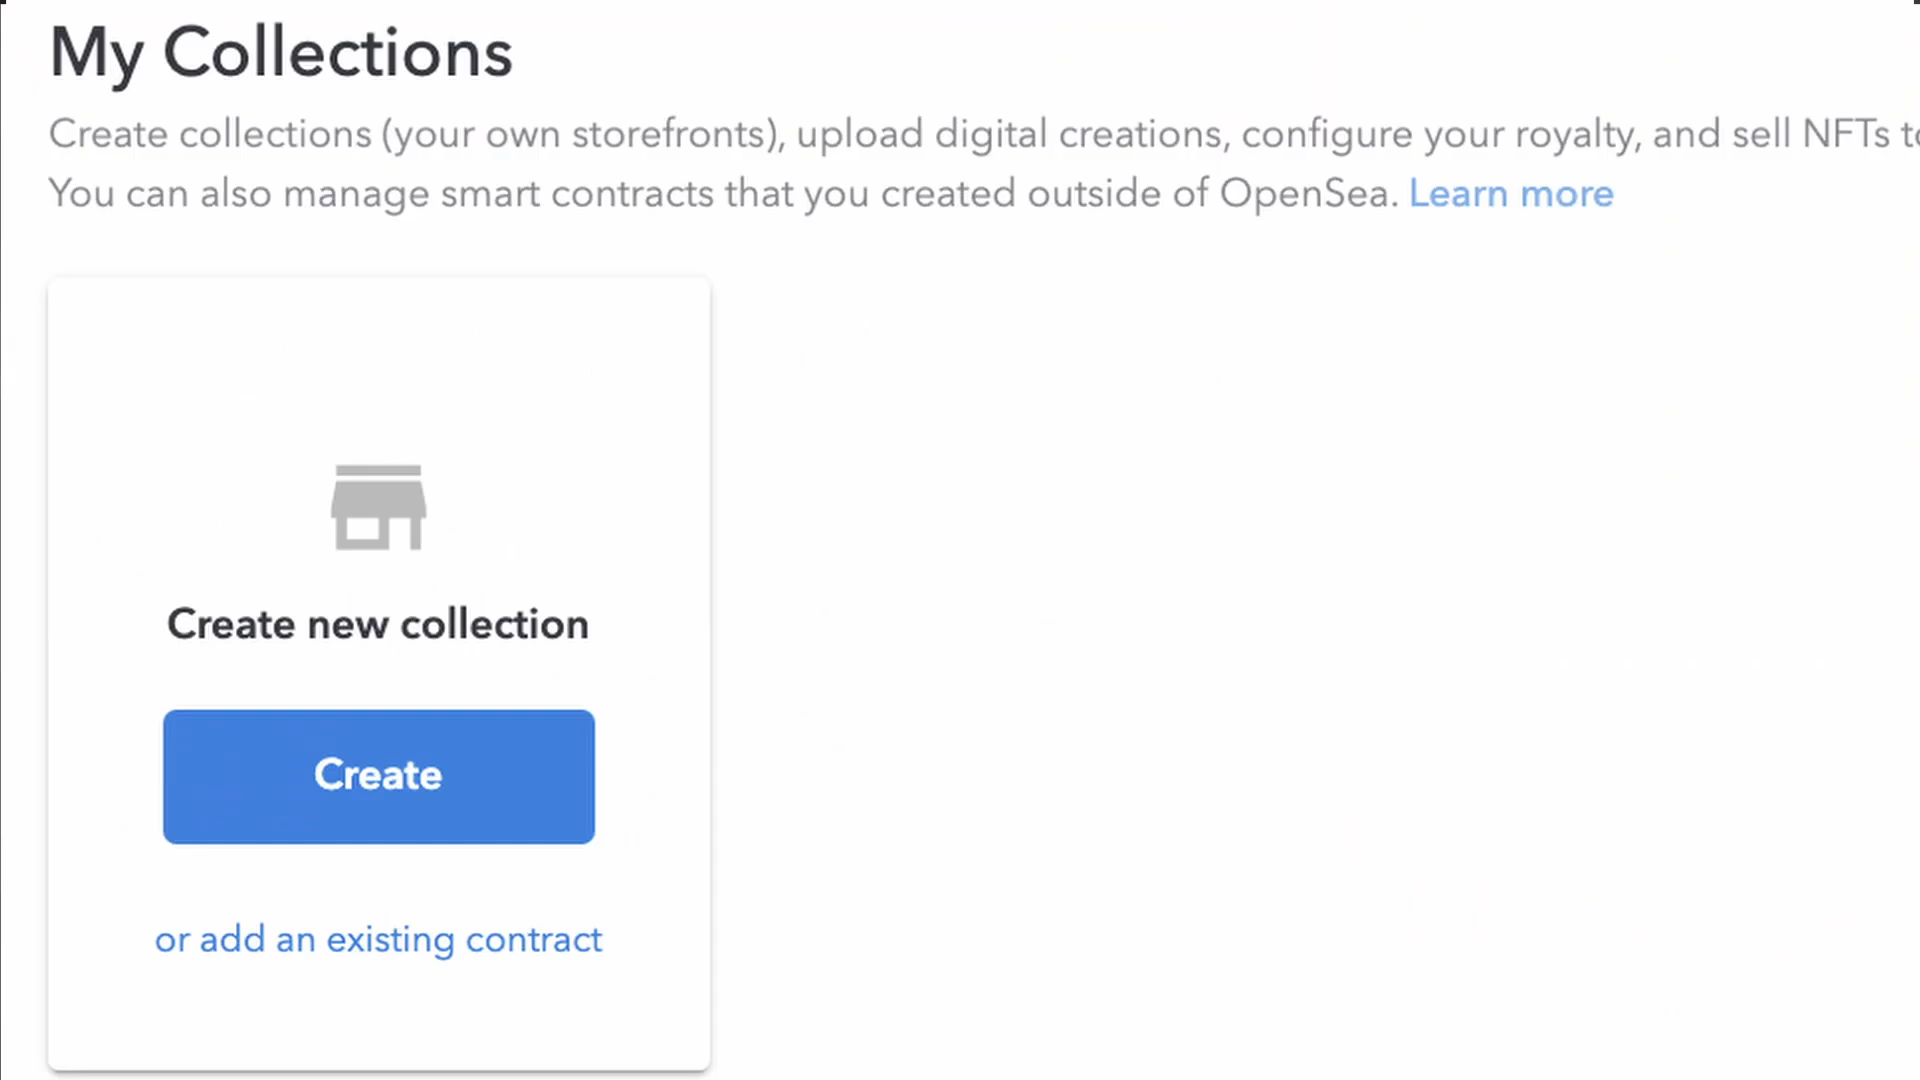 My Collections
Create collections (your own storefronts), upload digital creations, configure your royalty, and sell NFTs
You can also manage smart contracts that you created outside of OpenSea. Learn more
Create new collection
Create
or add an existing contract